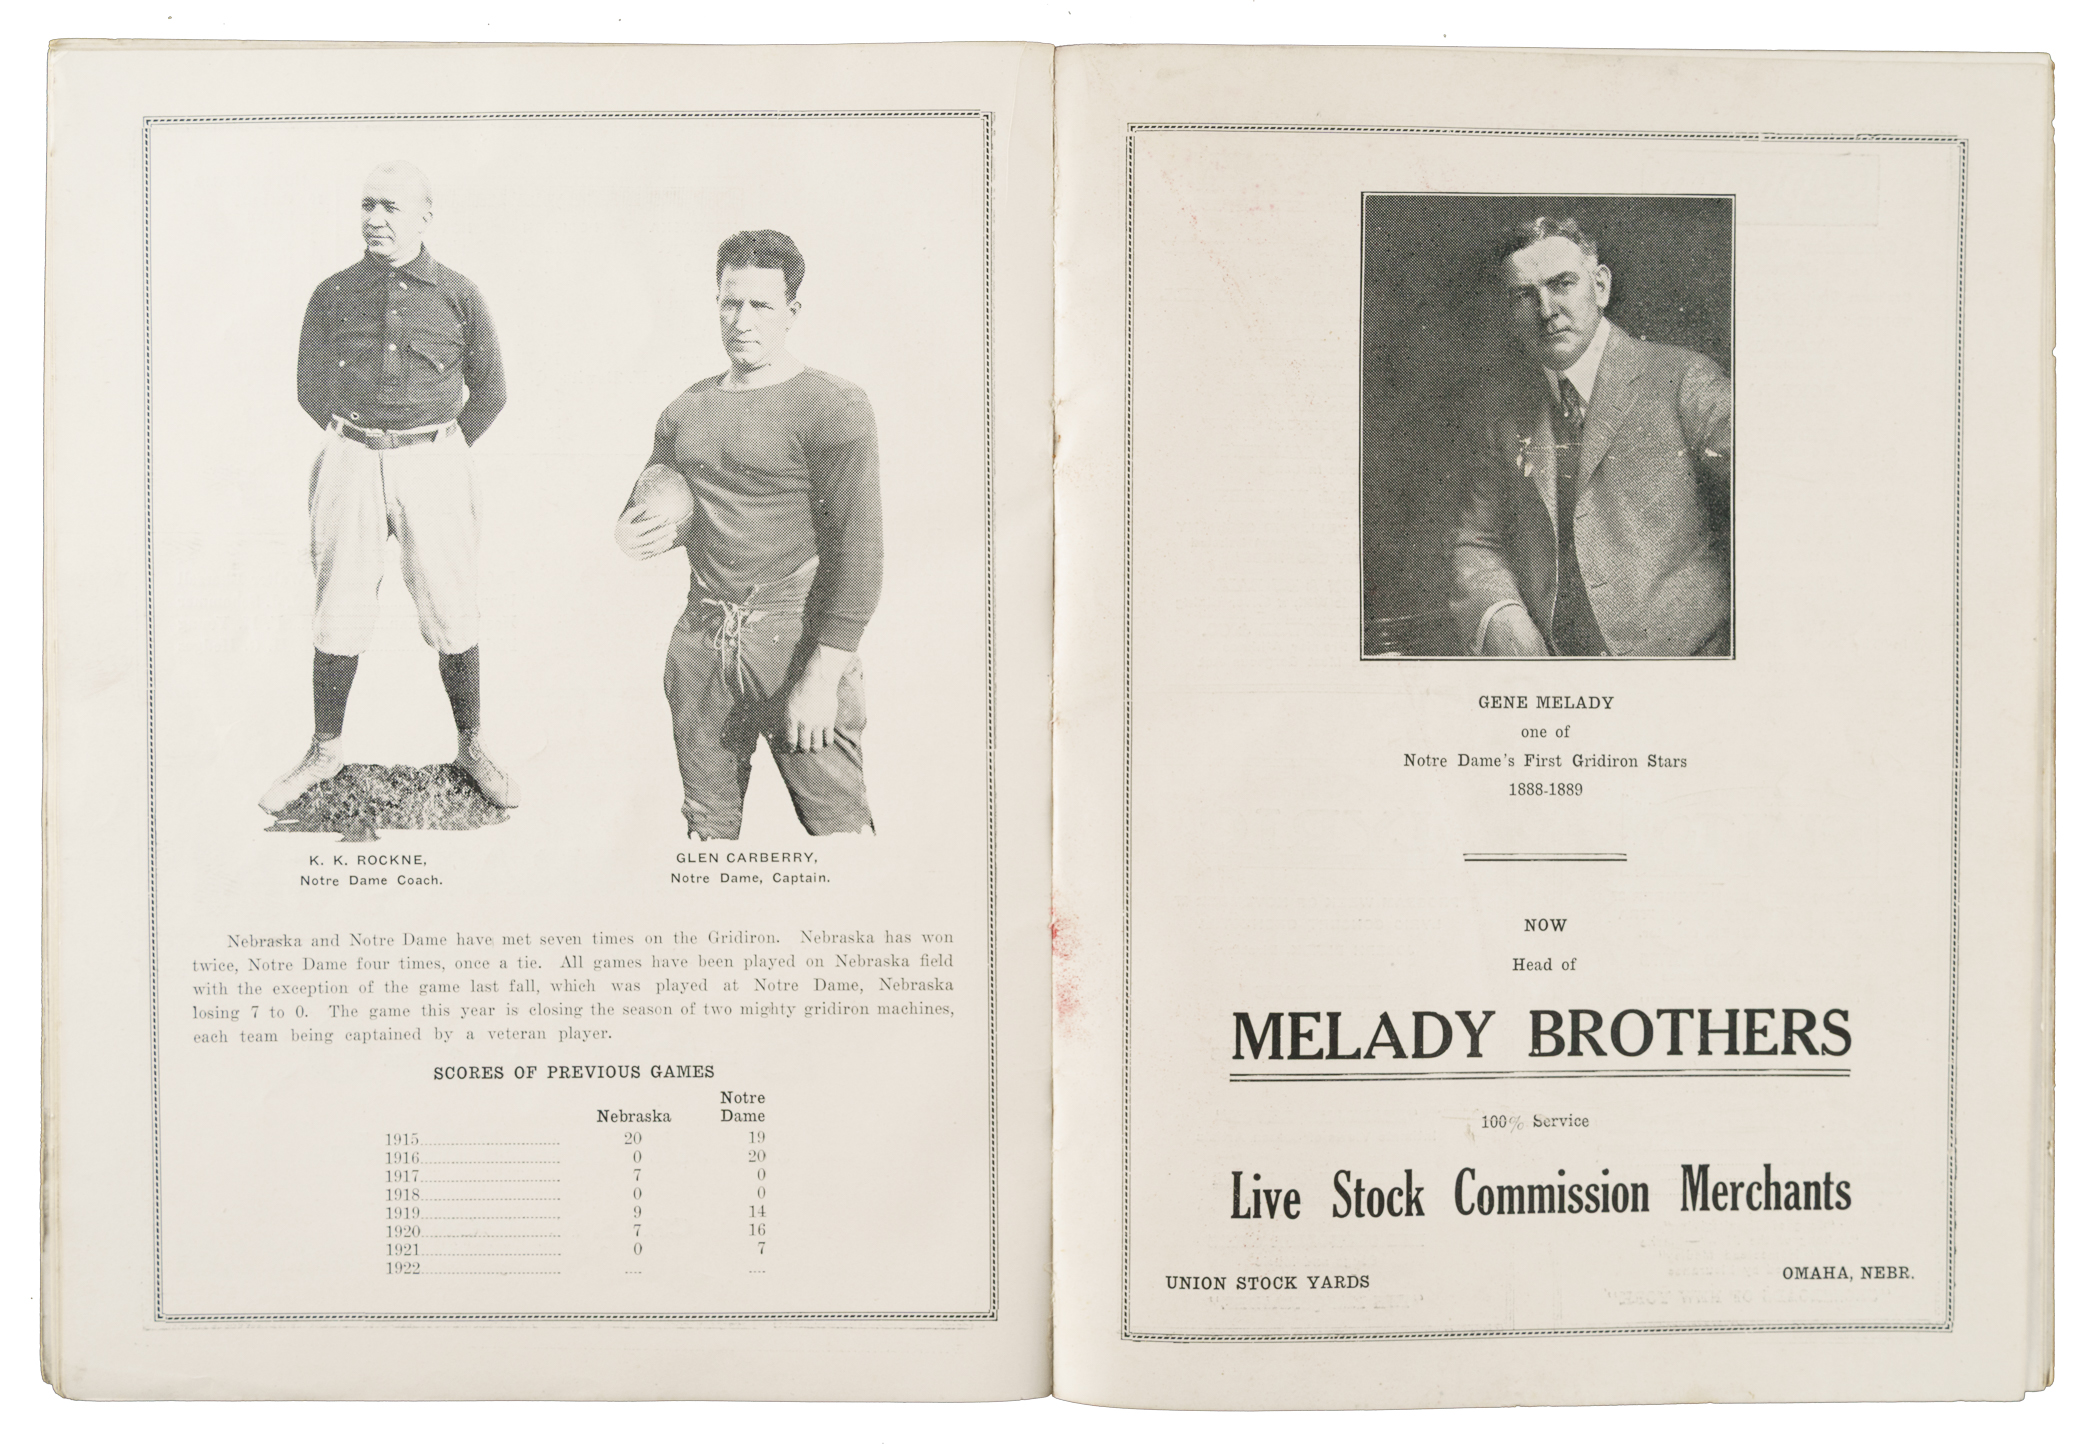 K. K. ROCKNE,
Notre Dame Coach.
GLEN CARBERRY,
Notre Dame, Captain.
Nebraska and Notre Dame have met seven times on the Gridiron. Nebraska has won
twice, Notre Dame four times, once a tie. All games have been played on Nebraska field
with the exception of the game last fall, which was played at Notre Dame, Nebraska
losing 7 to 0. The game this year is closing the season of two mighty gridiron machines,
each team being captained by a veteran player.
SCORES OF PREVIOUS GAMES
Notre
Nebraska Dame
1915 20 19
1916 0 20
1917 7 0
1918 0 0
1919 9 14
1920 7 16
1921 0 7
1922 .... ....
GENE MELADY
one of
Notre Dame's First Gridiron Stars
1888-1889
NOW
Head of
MELADY BROTHERS
100% Service
Live Stock Commission Merchants
UNION STOCK YARDS
OMAHA, NEBR.